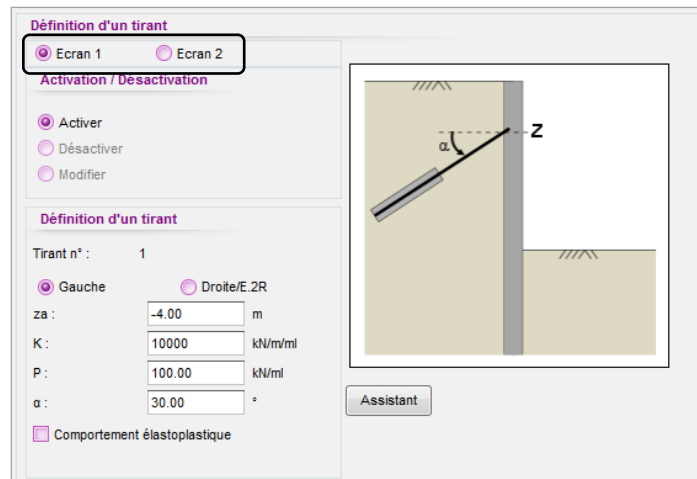 Définition d'un tirant
Ecran 1 Ecran 2
Activation / Désactivation
Activer
Désactiver
Modifier
Définition d'un tirant
Tirant n° : 1
Gauche Droite/E.2R
za : -4.00 m
K : 10000 kN/m/ml
P : 100.00 kN/ml
α : 30.00 °
Comportement élastoplastique
Z
α
Assistant